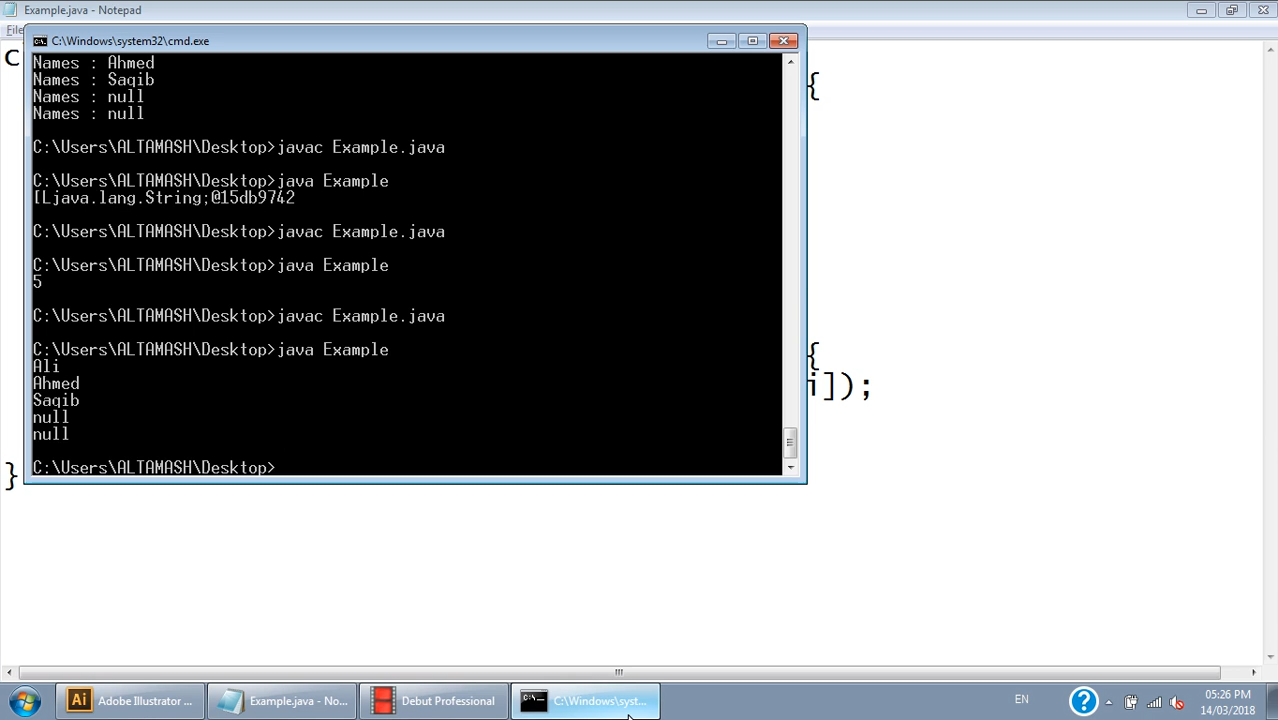 Example.java - Notepad
File
C:\Windows\system32\cmd.exe
c
{
Names : Ahmed
Names : Saqib
Names : null
Names : null
C:\Users\ALTAMASH\Desktop>javac Example.java
C:\Users\ALTAMASH\Desktop>java Example
[Ljava.lang.String;@15db9742
C:\Users\ALTAMASH\Desktop>javac Example.java
C:\Users\ALTAMASH\Desktop>java Example
5
C:\Users\ALTAMASH\Desktop>javac Example.java
C:\Users\ALTAMASH\Desktop>java Example
{
Ali
Ahmed
i]);
Saqib
null
null
C:\Users\ALTAMASH\Desktop>
}
Ai Adobe Illustrator ...
Example.java - No...
Debut Professional
C:\Windows\syst...
EN
05:26 PM
14/03/2018